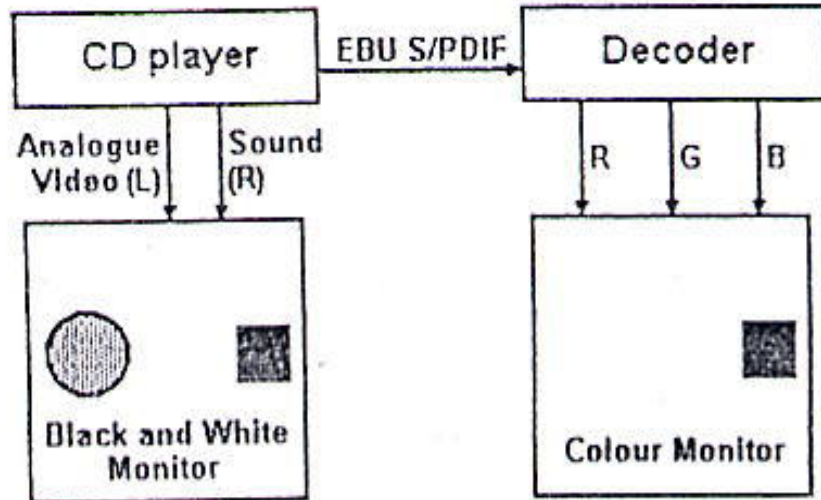 CD player
EBU S/PDIF
Decoder
Analogue
Video (L)
Sound
(R)
R
G
B
Black and White
Monitor
Colour Monitor